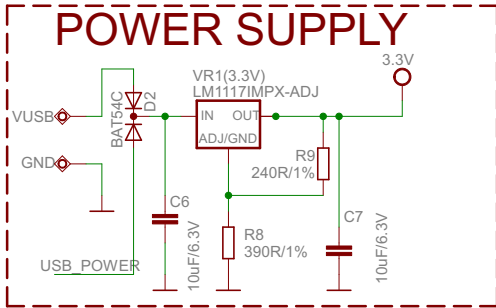 POWER SUPPLY
3.3V
VR1(3.3V)
LM1117IMPX-ADJ
VUSB
BAT54C
D2
IN
OUT
ADJ/GND
GND
R9
240R/1%
C6
10uF/6.3V
R8
390R/1%
C7
10uF/6.3V
USB_POWER